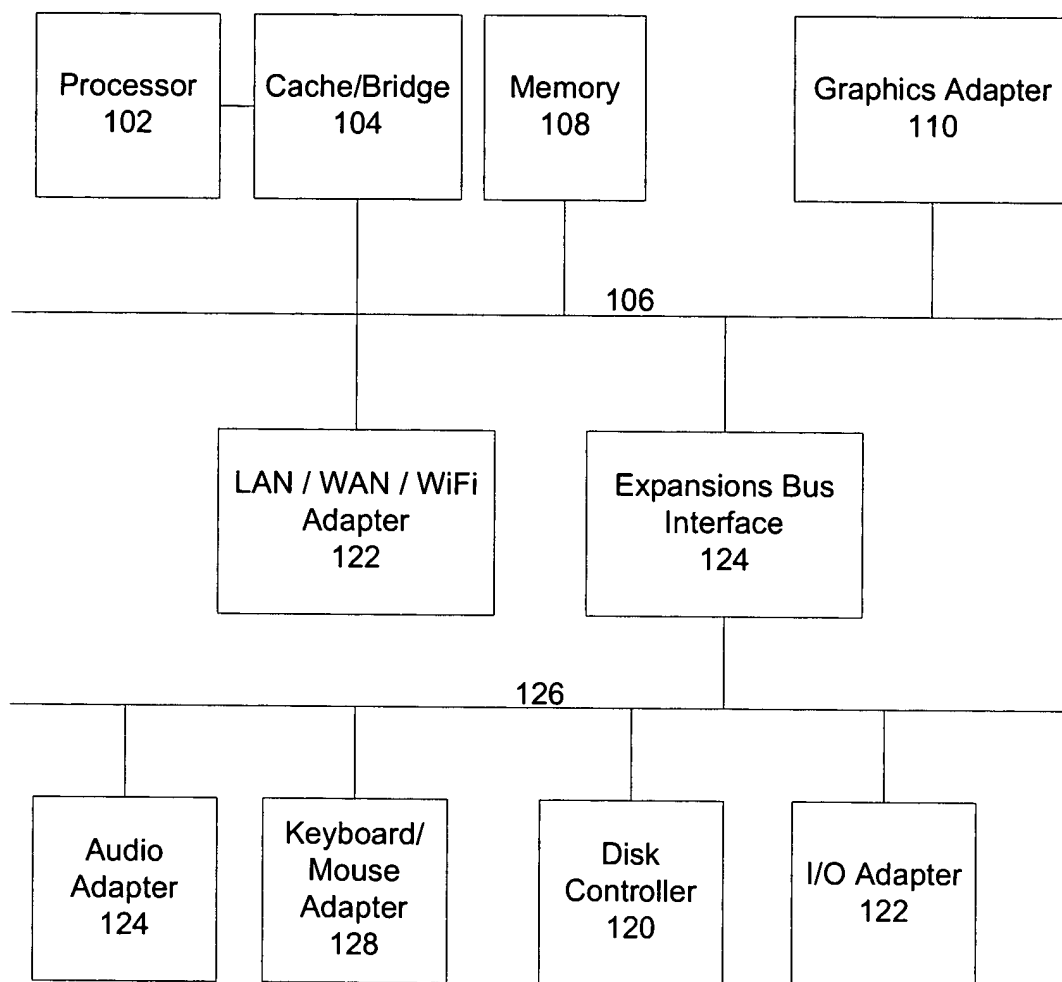 Processor
102
Cache/Bridge
104
Memory
108
Graphics Adapter
110
106
LAN / WAN / WiFi
Adapter
122
Expansions Bus
Interface
124
126
Audio
Adapter
124
Keyboard/
Mouse
Adapter
128
Disk
Controller
120
I/O Adapter
122